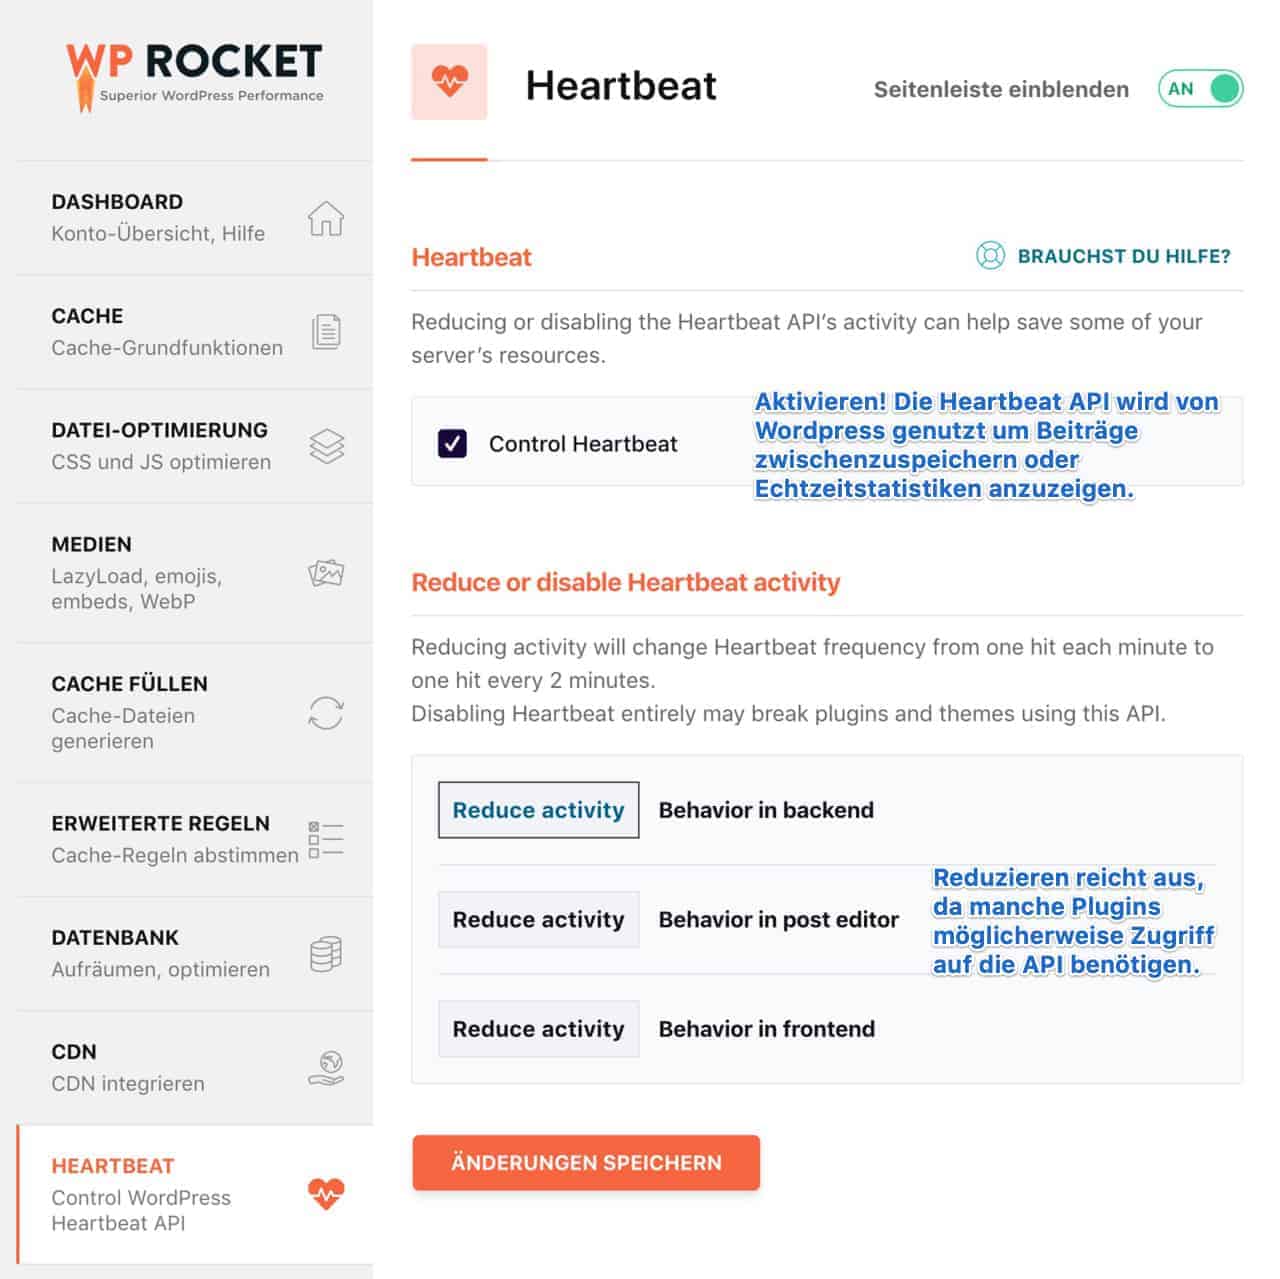 WP ROCKET
Superior WordPress Performance
DASHBOARD
Konto-Übersicht, Hilfe
CACHE
Cache-Grundfunktionen
DATEI-OPTIMIERUNG
CSS und JS optimieren
MEDIEN
LazyLoad, emojis,
embeds, WebP
CACHE FÜLLEN
Cache-Dateien
generieren
ERWEITERTE REGELN
Cache-Regeln abstimmen
DATENBANK
Aufräumen, optimieren
CDN
CDN integrieren
HEARTBEAT
Control WordPress
Heartbeat API
Heartbeat
Seitenleiste einblenden
AN
Heartbeat
BRAUCHST DU HILFE?
Reducing or disabling the Heartbeat API’s activity can help save some of your
server’s resources.
Control Heartbeat
Aktivieren! Die Heartbeat API wird von
Wordpress genutzt um Beiträge
zwischenzuspeichern oder
Echtzeitstatistiken anzuzeigen.
Reduce or disable Heartbeat activity
Reducing activity will change Heartbeat frequency from one hit each minute to
one hit every 2 minutes.
Disabling Heartbeat entirely may break plugins and themes using this API.
Reduce activity Behavior in backend
Reduce activity Behavior in post editor
Reduzieren reicht aus,
da manche Plugins
möglicherweise Zugriff
auf die API benötigen.
Reduce activity Behavior in frontend
ÄNDERUNGEN SPEICHERN